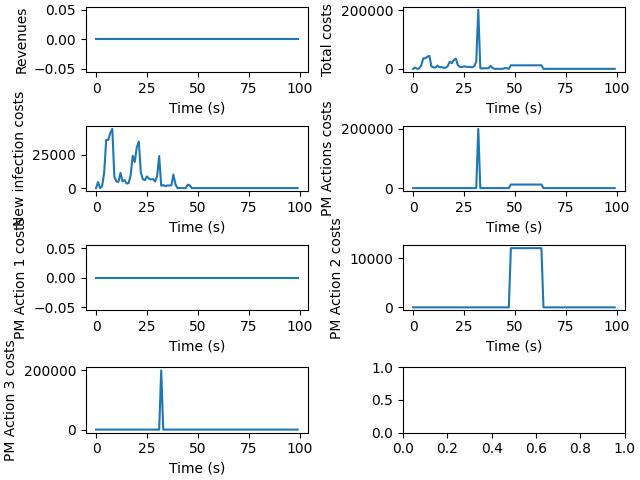 Revenues
0.05
0.00
−0.05
0 25 50 75 100
Time (s)
Total costs
200000
0
0 25 50 75 100
Time (s)
New infection costs
25000
0
0 25 50 75 100
Time (s)
PM Actions costs
200000
0
0 25 50 75 100
Time (s)
PM Action 1 costs
0.05
0.00
−0.05
0 25 50 75 100
Time (s)
PM Action 2 costs
10000
0
0 25 50 75 100
Time (s)
PM Action 3 costs
200000
0
0 25 50 75 100
Time (s)
1.0
0.5
0.0
0.0 0.2 0.4 0.6 0.8 1.0